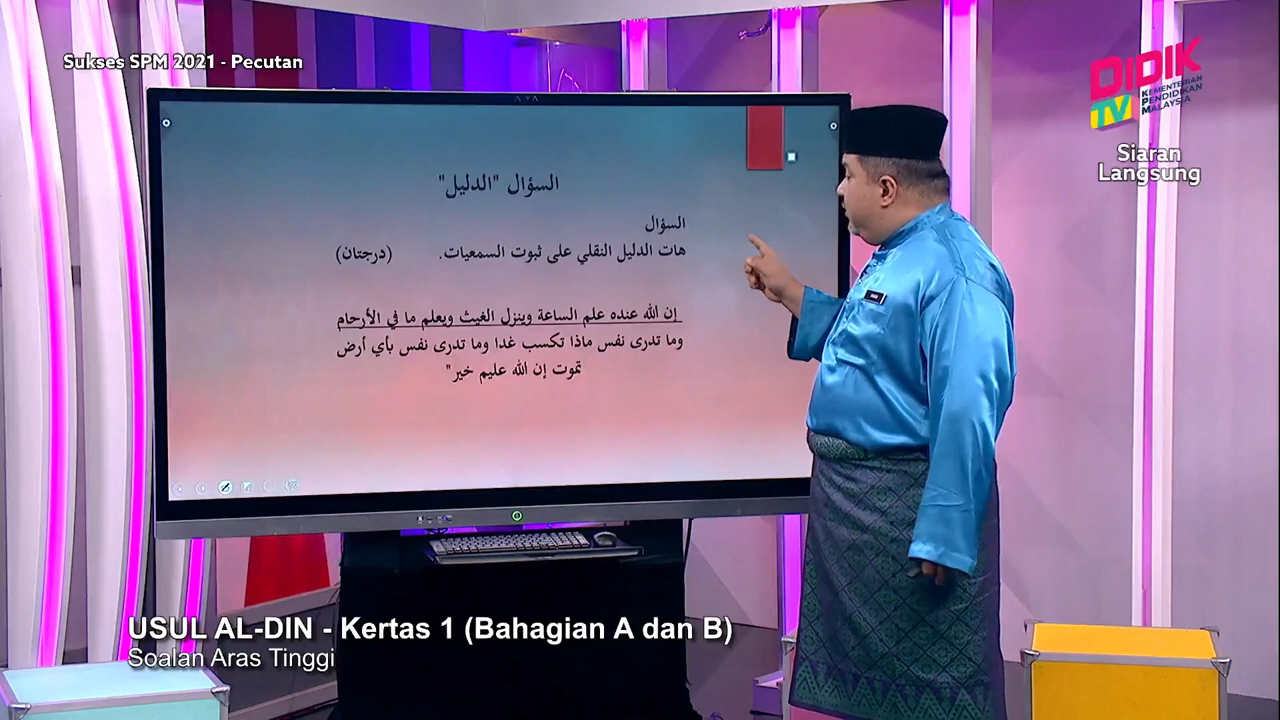 Sukses SPM 2021 - Pecutan
DIDIK
TV
KEMENTERIAN
PENDIDIKAN
MALAYSIA
Siaran
Langsung
السؤال "الدليل"
السؤال
هات الدليل النقلي على ثبوت السمعيات. (درجتان)
إن الله عنده علم الساعة وينزل الغيث ويعلم ما في الأرحام
وما تدرى نفس ماذا تكسب غدا وما تدرى نفس بأي أرض
تموت إن الله عليم خير"
USUL AL-DIN - Kertas 1 (Bahagian A dan B)
Soalan Aras Tinggi